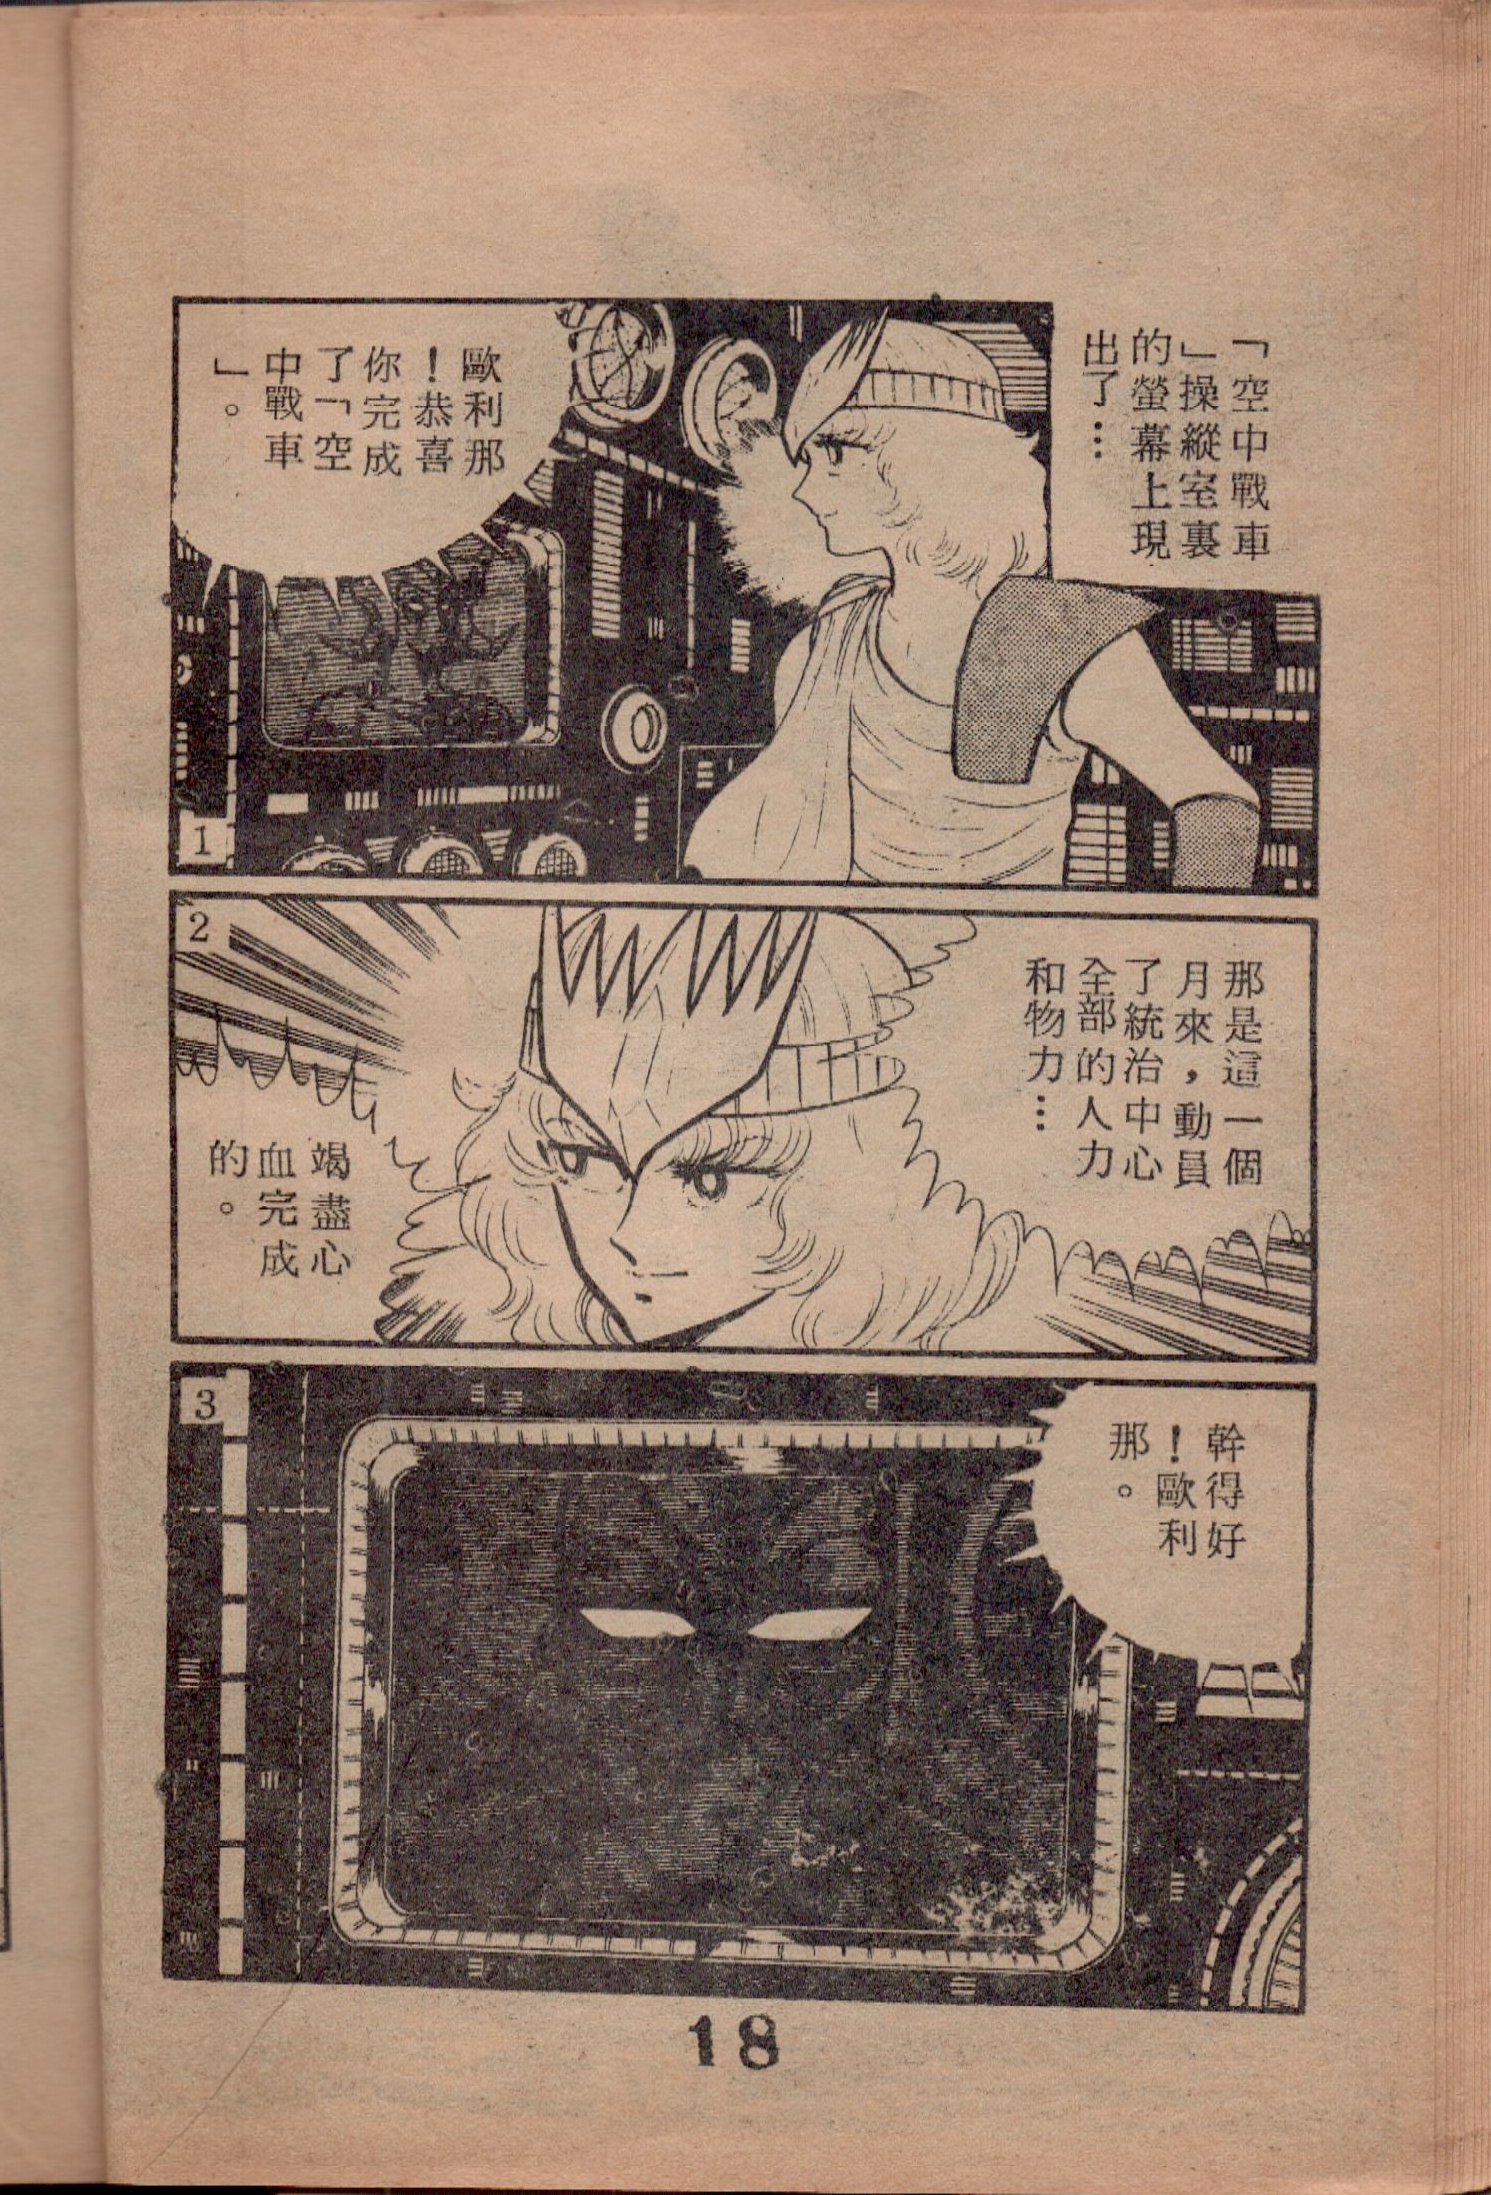 「空中戰車
」操縱室裏
的螢幕上現
出了⋯
歐利那
！恭喜
你完成
了「空
中戰車
」。
1
2
那是這一個
月來，動員
了統治中心
全部的人力
和物力⋯
竭盡心
血完成
的。
3
幹得好
！歐利
那。
18